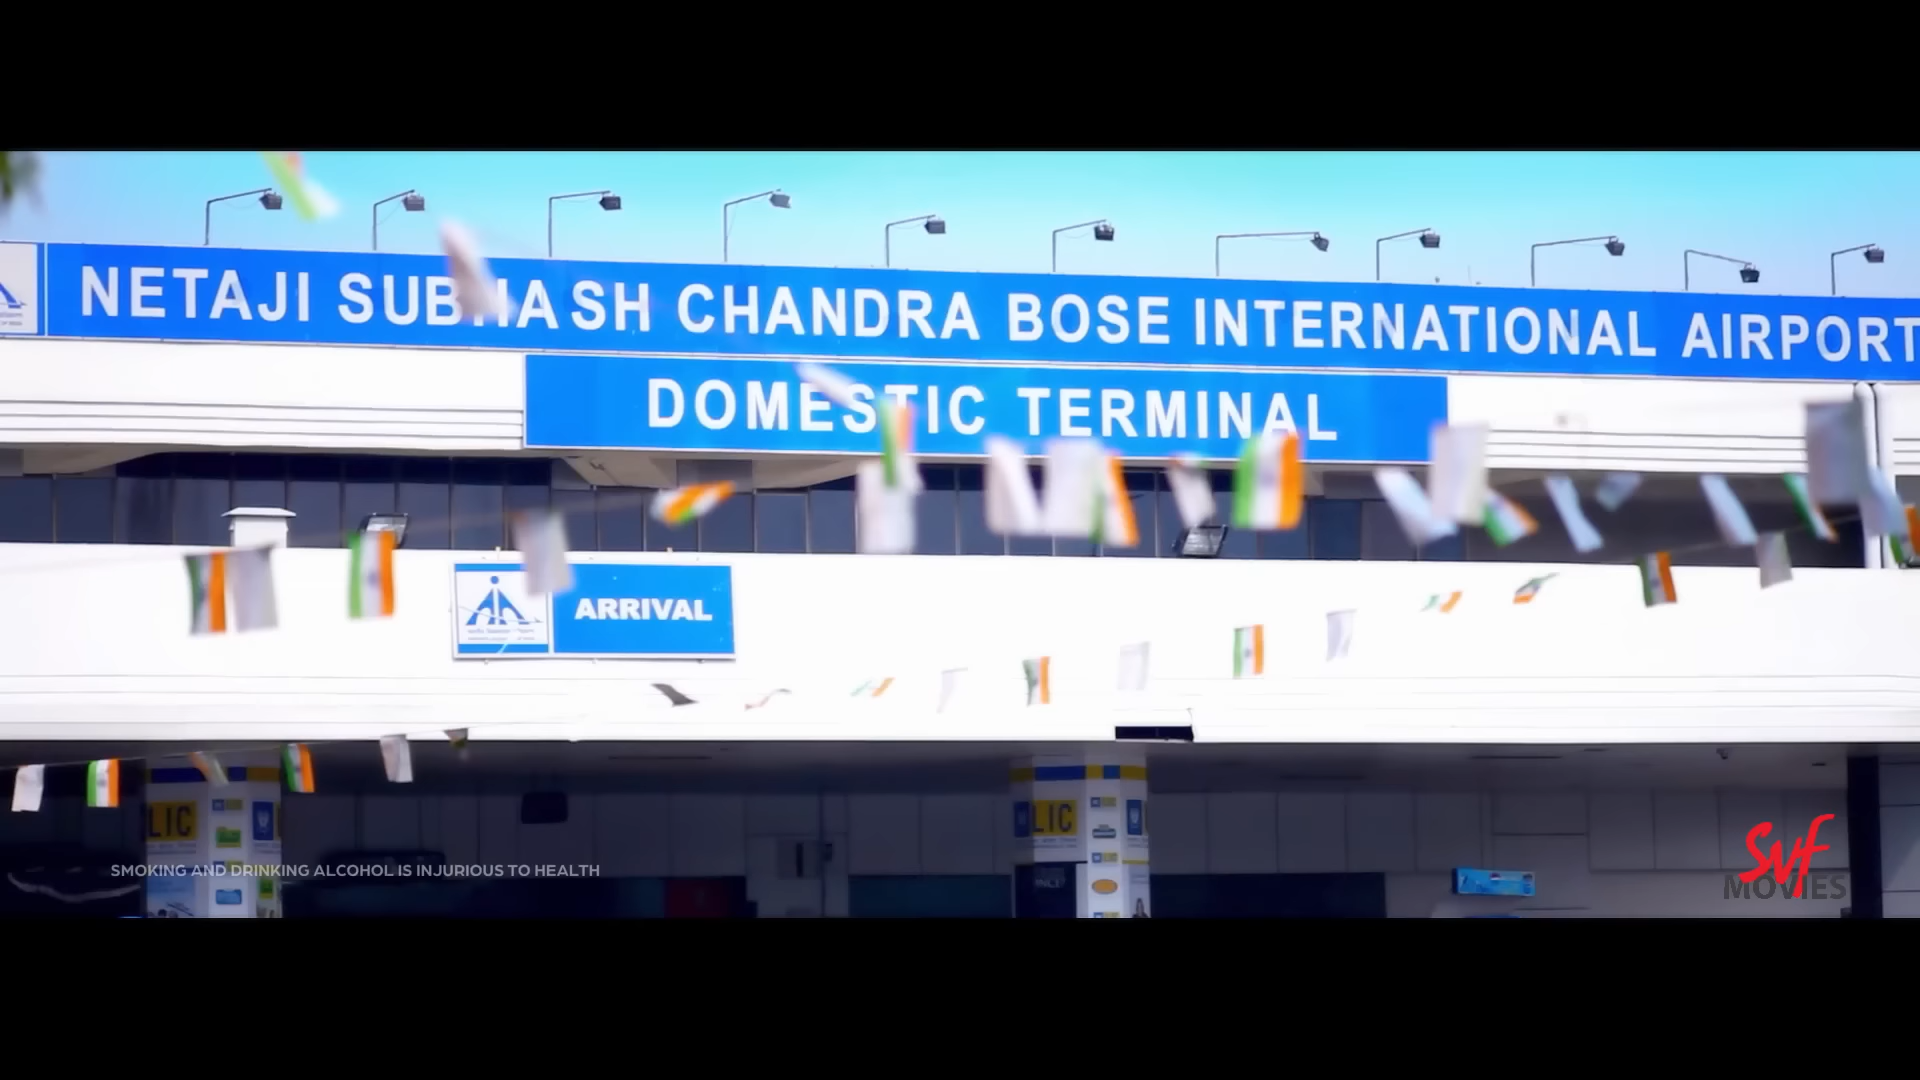 NETAJI SUBHASH CHANDRA BOSE INTERNATIONAL AIRPORT
DOMESTIC TERMINAL
ARRIVAL
LIC
LIC
SMOKING AND DRINKING ALCOHOL IS INJURIOUS TO HEALTH
SVF
MOVIES